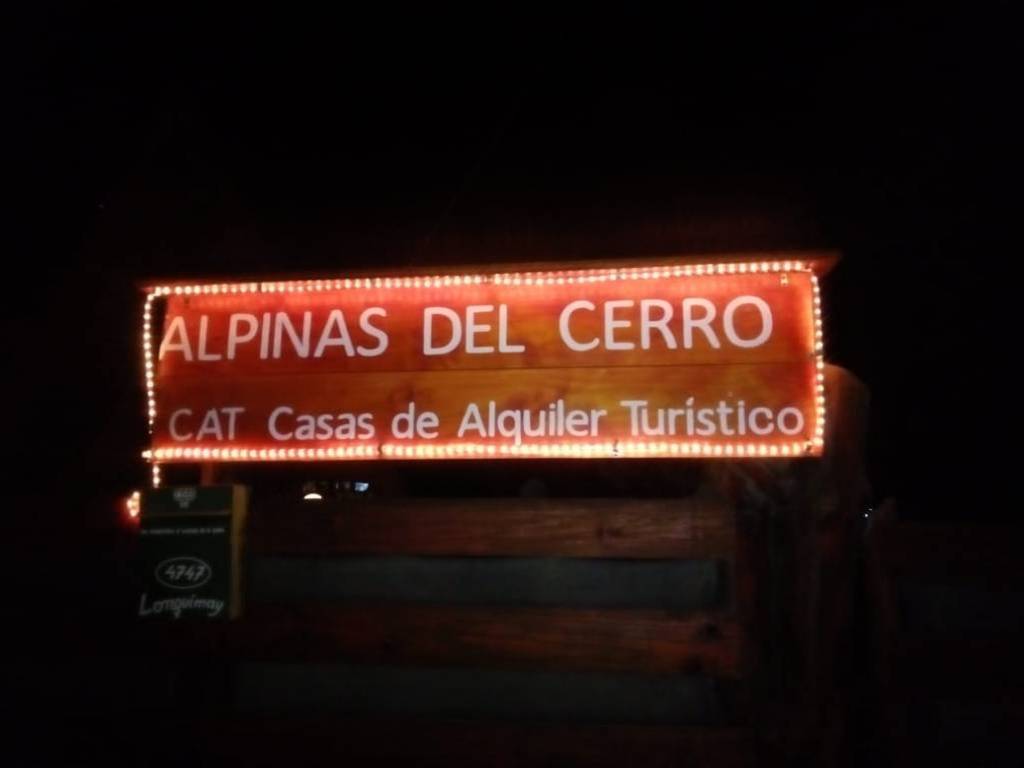 ALPINAS DEL CERRO
CAT Casas de Alquiler Turístico
4747
Lonquimay